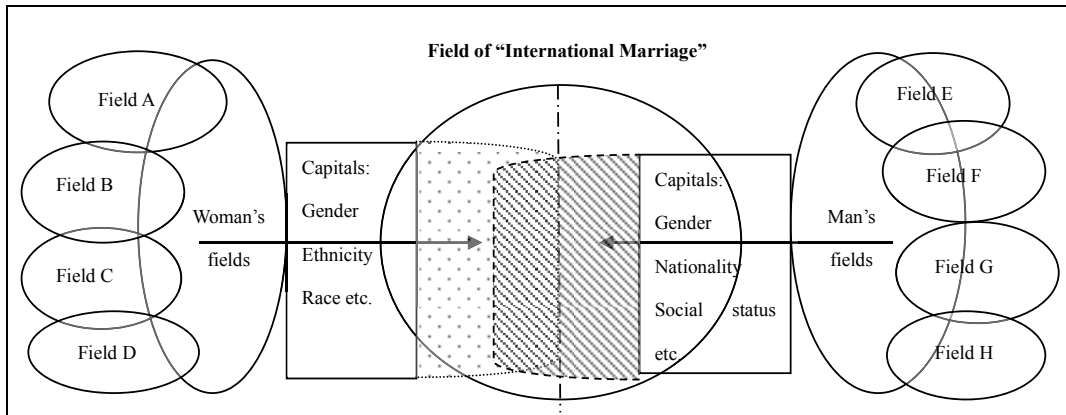 Field of “International Marriage”
Field A
Field B
Field C
Field D
Woman’s
fields
Capitals:
Gender
Ethnicity
Race etc.
Capitals:
Gender
Nationality
Social status
etc.
Man’s
fields
Field E
Field F
Field G
Field H